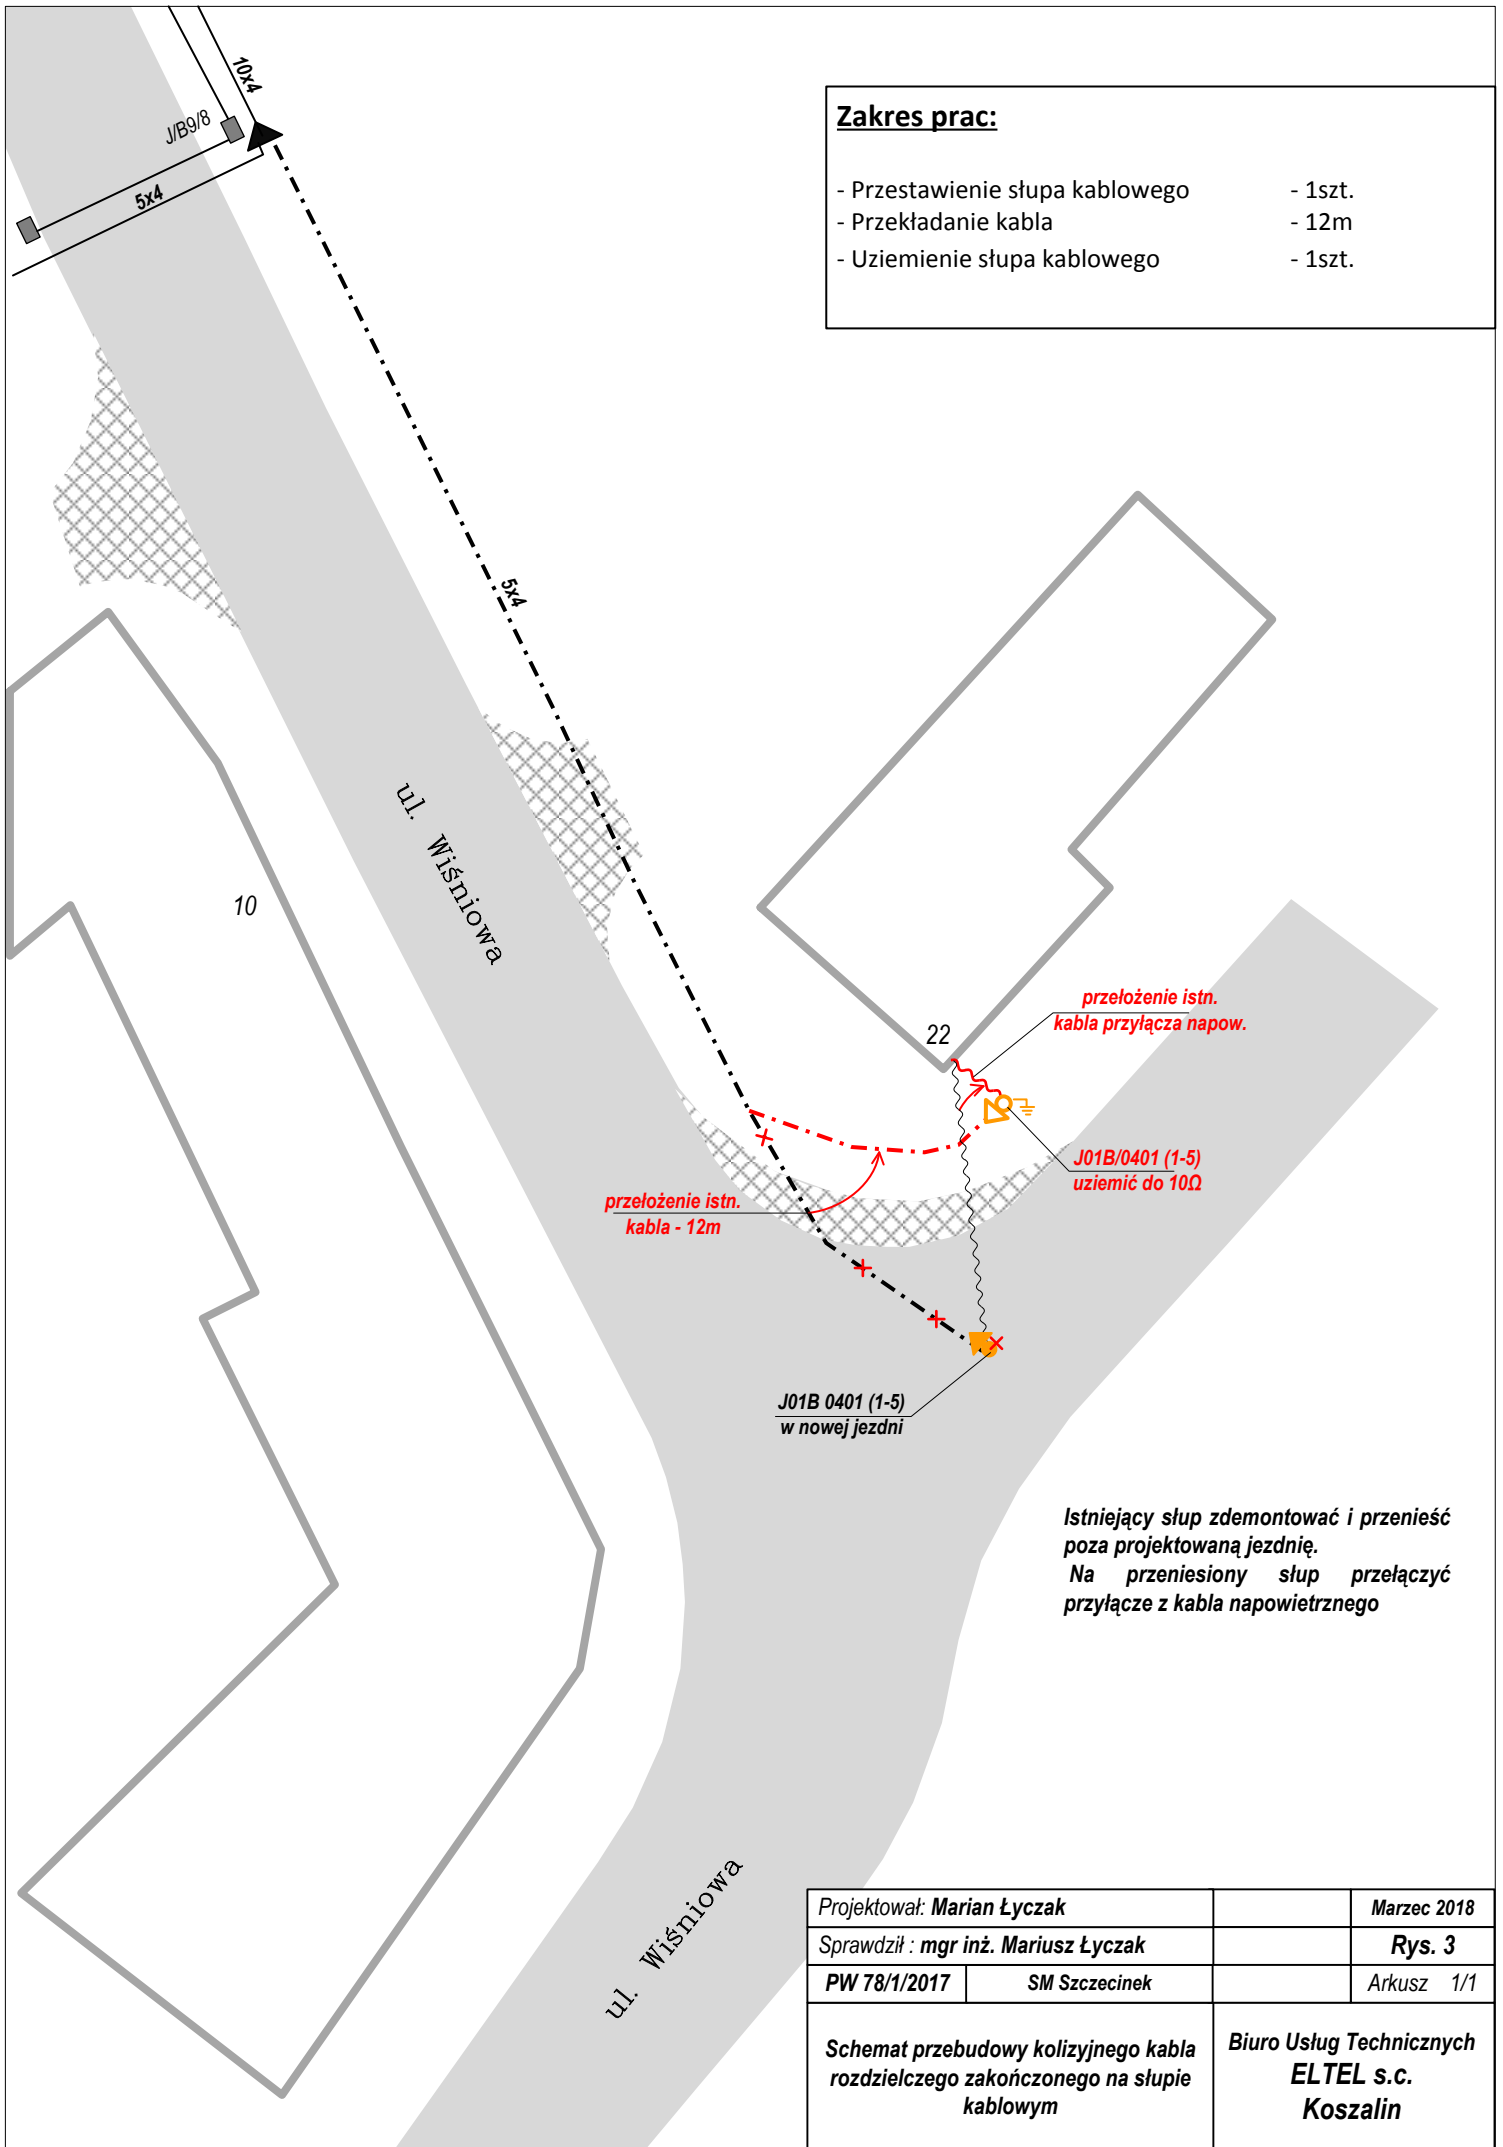 10x4
J/B9/8
5x4
Zakres prac:
- Przestawienie słupa kablowego - 1szt.
- Przekładanie kabla - 12m
- Uziemienie słupa kablowego - 1szt.
5x4
ul. Wiśniowa
10
22
przełożenie istn.
kabla przyłącza napow.
J01B/0401 (1-5)
uziemić do 10Ω
przełożenie istn.
kabla - 12m
J01B 0401 (1-5)
w nowej jezdni
Istniejący słup zdemontować i przenieść
poza projektowaną jezdnię.
Na przeniesiony słup przełączyć
przyłącze z kabla napowietrznego
ul. Wiśniowa
Projektował: Marian Łyczak Marzec 2018
Sprawdził : mgr inż. Mariusz Łyczak Rys. 3
PW 78/1/2017 SM Szczecinek Arkusz 1/1
Schemat przebudowy kolizyjnego kabla
rozdzielczego zakończonego na słupie
kablowym
Biuro Usług Technicznych
ELTEL s.c.
Koszalin